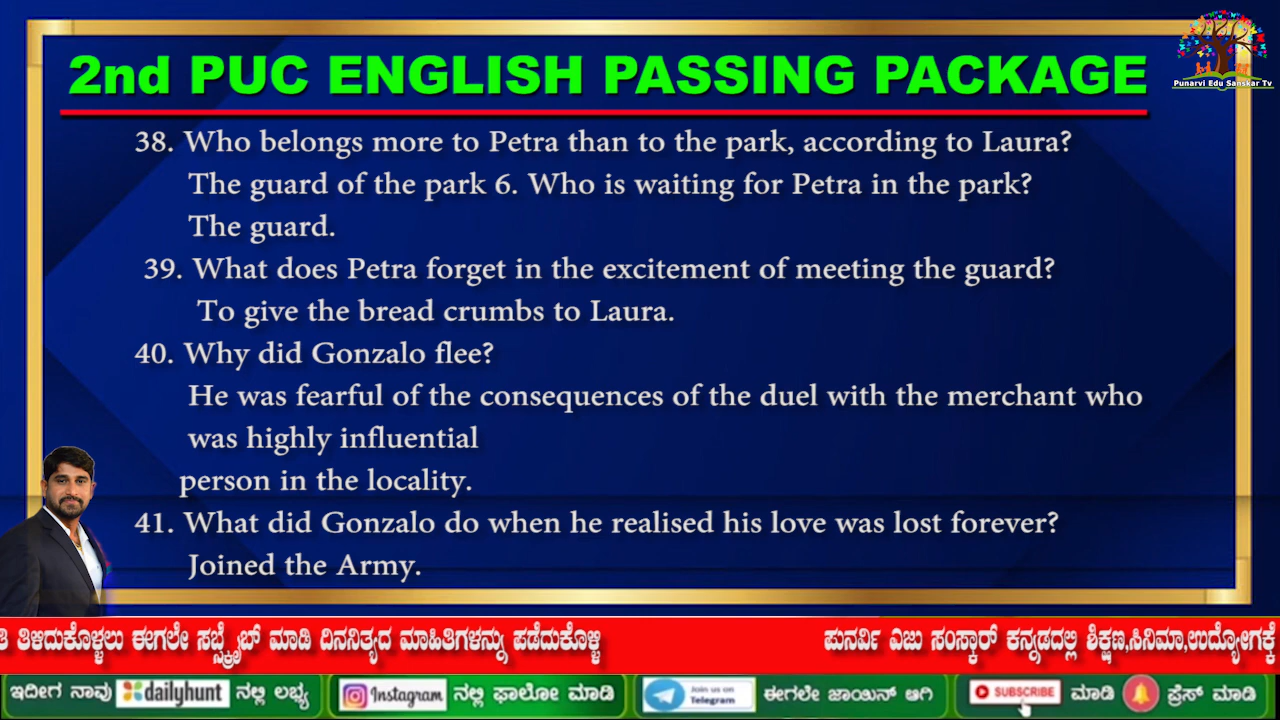 Punarvi Edu Sanskar Tv
2nd PUC ENGLISH PASSING PACKAGE
38. Who belongs more to Petra than to the park, according to Laura?
The guard of the park 6. Who is waiting for Petra in the park?
The guard.
39. What does Petra forget in the excitement of meeting the guard?
To give the bread crumbs to Laura.
40. Why did Gonzalo flee?
He was fearful of the consequences of the duel with the merchant who
was highly influential
person in the locality.
41. What did Gonzalo do when he realised his love was lost forever?
Joined the Army.
ತಿಳಿದುಕೊಳ್ಳಲು ಈಗಲೇ ಸಬ್ಸ್ಕ್ರೈಬ್ ಮಾಡಿ ದಿನನಿತ್ಯದ ಮಾಹಿತಿಗಳನ್ನು ಪಡೆದುಕೊಳ್ಳಿ ಪುನರ್ವಿ ಎಜು ಸಂಸ್ಕಾರ್ ಕನ್ನಡದಲ್ಲಿ ಶಿಕ್ಷಣ,ಸಿನಿಮಾ,ಉದ್ಯೋಗಕ್ಕೆ
ಇದೀಗ ನಾವು dailyhunt ನಲ್ಲಿ ಲಭ್ಯ Instagram ನಲ್ಲಿ ಫಾಲೋ ಮಾಡಿ Join us on Telegram ಈಗಲೇ ಜಾಯಿನ್ ಆಗಿ SUBSCRIBE ಮಾಡಿ ಪ್ರೆಸ್ ಮಾಡಿ